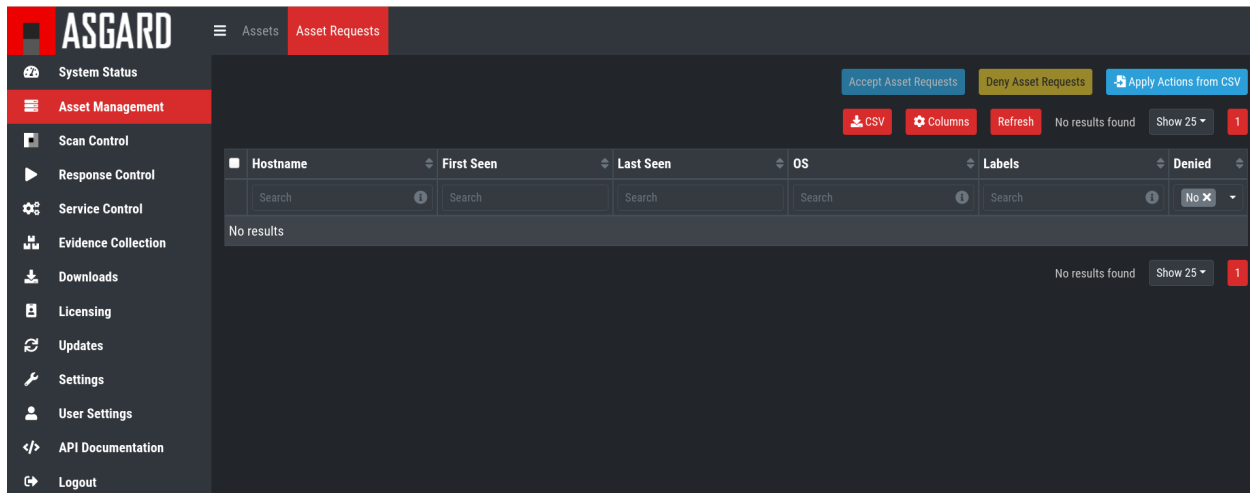 ASGARD
Assets Asset Requests
System Status
Asset Management
Scan Control
Response Control
Service Control
Evidence Collection
Downloads
Licensing
Updates
Settings
User Settings
API Documentation
Logout
Accept Asset Requests Deny Asset Requests Apply Actions from CSV
CSV Columns Refresh No results found Show 25 1
Hostname First Seen Last Seen OS Labels Denied
Search Search Search Search Search No
No results
No results found Show 25 1